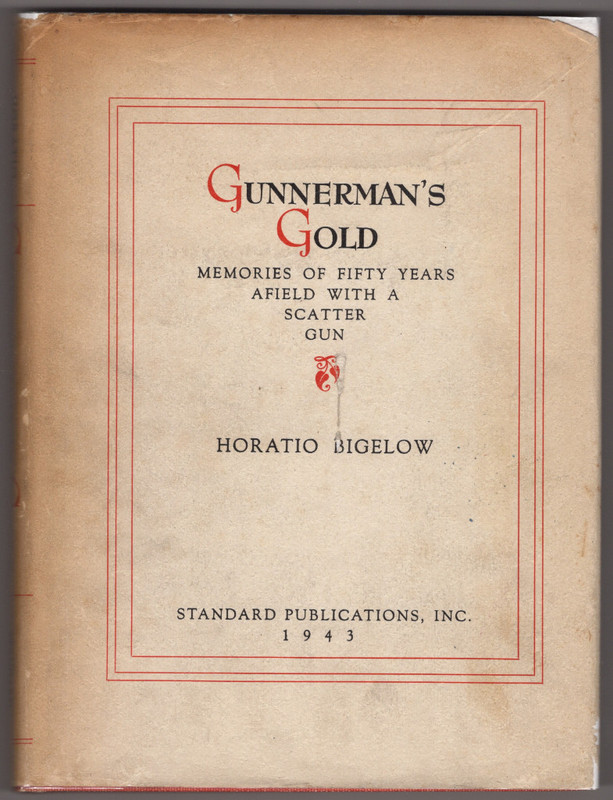 GUNNERMAN'S
GOLD
MEMORIES OF FIFTY YEARS
AFIELD WITH A
SCATTER
GUN
HORATIO BIGELOW
STANDARD PUBLICATIONS, INC.
1943